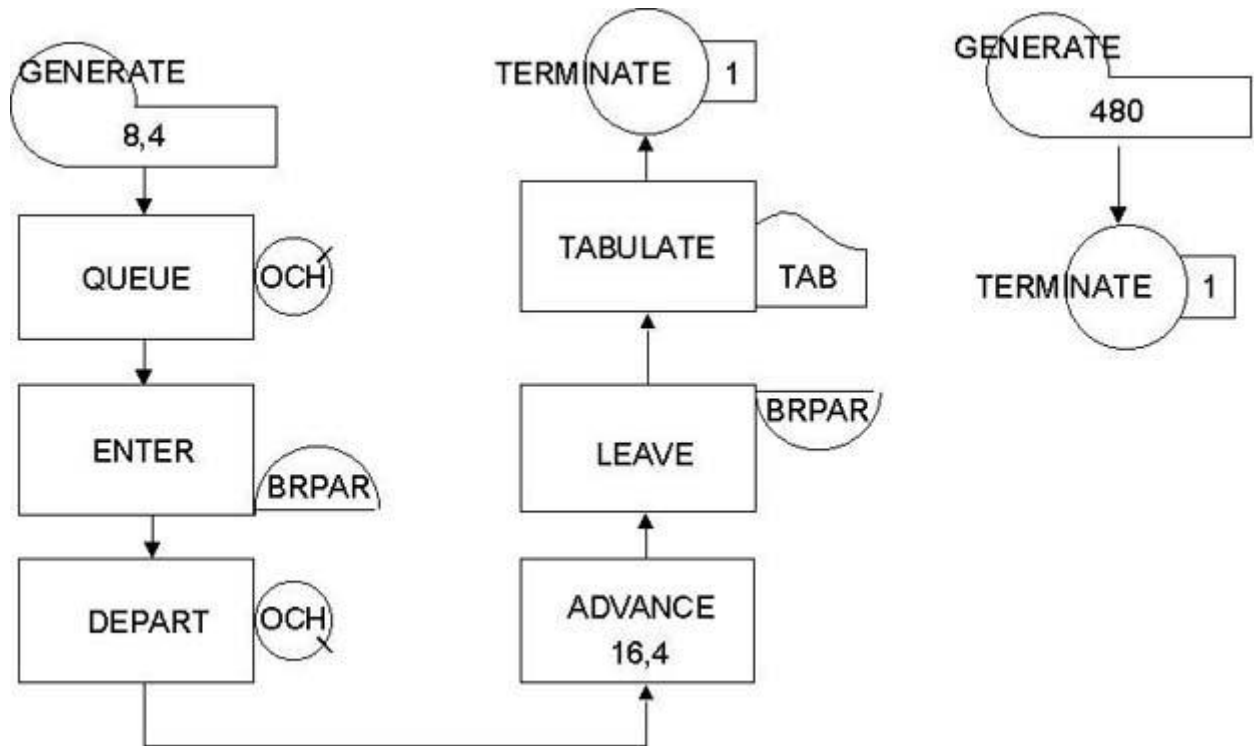 GENERATE
8,4
QUEUE
OCH
ENTER
BRPAR
DEPART
OCH
TERMINATE
1
TABULATE
TAB
LEAVE
BRPAR
ADVANCE
16,4
GENERATE
480
TERMINATE
1